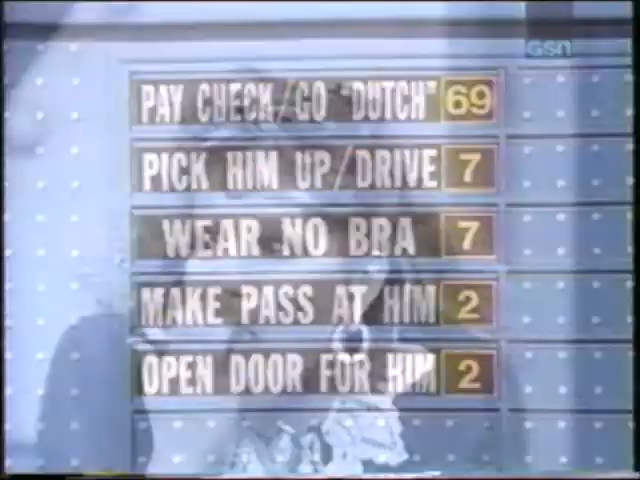 GSN
PAY CHECK/GO "DUTCH" 69
PICK HIM UP/DRIVE 7
WEAR NO BRA 7
MAKE PASS AT HIM 2
OPEN DOOR FOR HIM 2